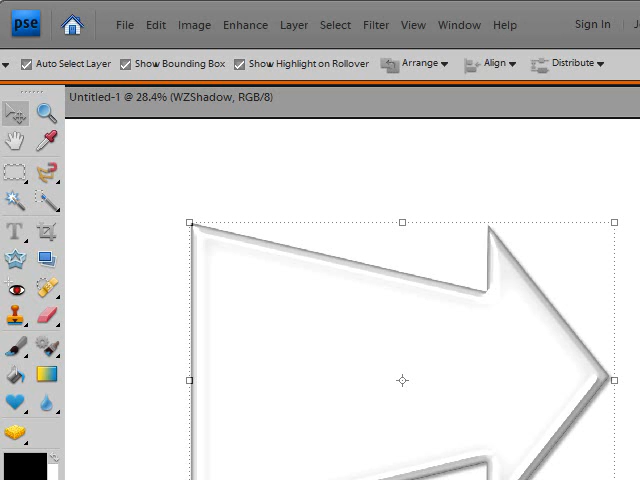 pse File Edit Image Enhance Layer Select Filter View Window Help Sign In
Auto Select Layer Show Bounding Box Show Highlight on Rollover Arrange Align Distribute
Untitled-1 @ 28.4% (WZShadow, RGB/8)
T